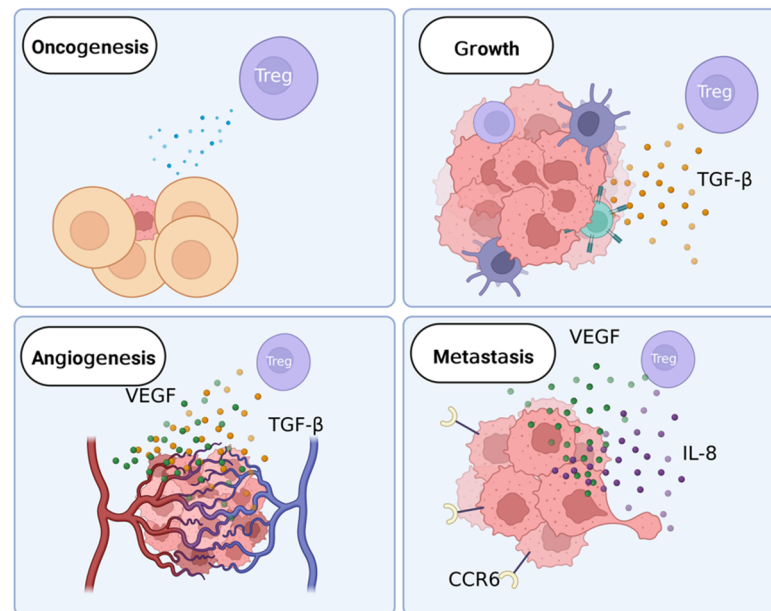 Oncogenesis
Treg
Growth
Treg
TGF-β
Angiogenesis
Treg
VEGF
TGF-β
Metastasis
VEGF
Treg
IL-8
CCR6